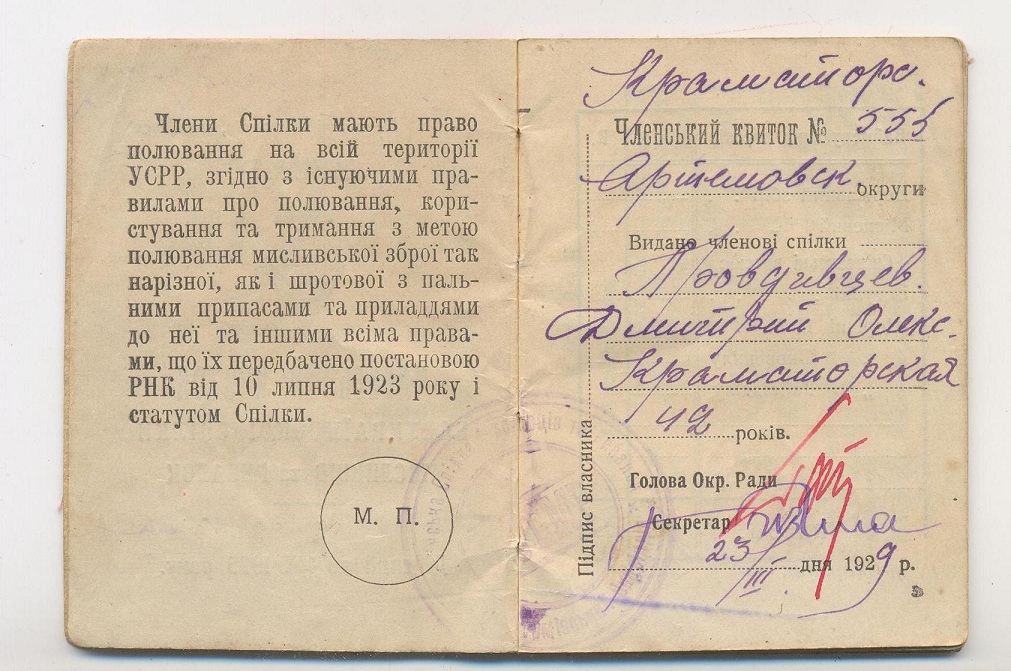 Члени Спілки мають право
полювання на всій території
УСРР, згідно з існуючими пра-
вилами про полювання, кори-
стування та тримання з метою
полювання мисливської зброї так
нарізної, як і шротової з паль-
ними припасами та приладдями
до неї та іншими всіма права-
ми, що їх передбачено постановою
РНК від 10 липня 1923 року і
статутом Спілки.
М. П.
Краматорс.
Членський квиток № 555
Артемовск. округи
Видано членові спілки
Провдивцев.
Дмитрий Олекс.
Краматорская
42 років.
Підпис власника
Голова Окр. Ради
Секретар
23/III дня 1929 р.